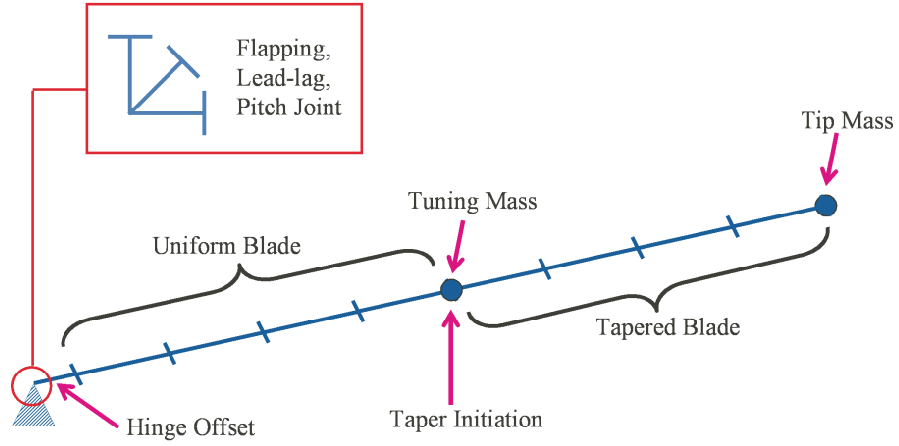 Flapping,
Lead-lag,
Pitch Joint
Tip Mass
Tuning Mass
Uniform Blade
Tapered Blade
Hinge Offset
Taper Initiation